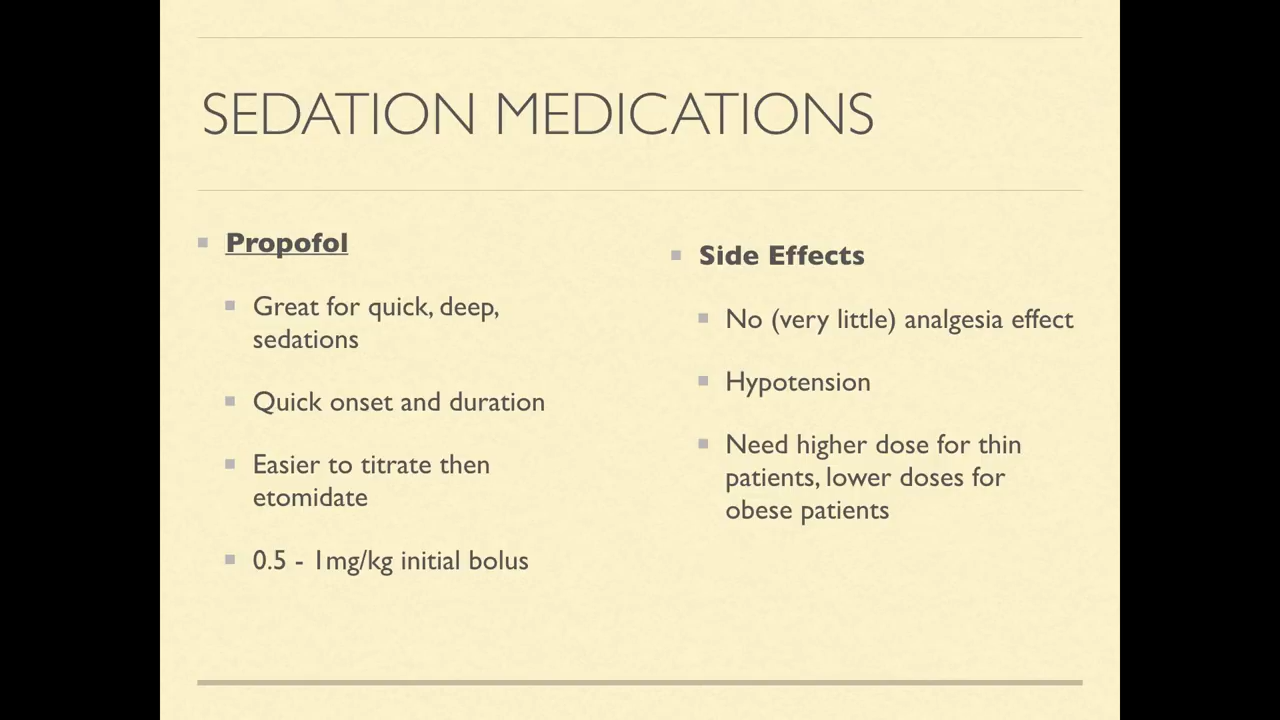 SEDATION MEDICATIONS
Propofol
Great for quick, deep,
sedations
Quick onset and duration
Easier to titrate then
etomidate
0.5 - 1mg/kg initial bolus
Side Effects
No (very little) analgesia effect
Hypotension
Need higher dose for thin
patients, lower doses for
obese patients